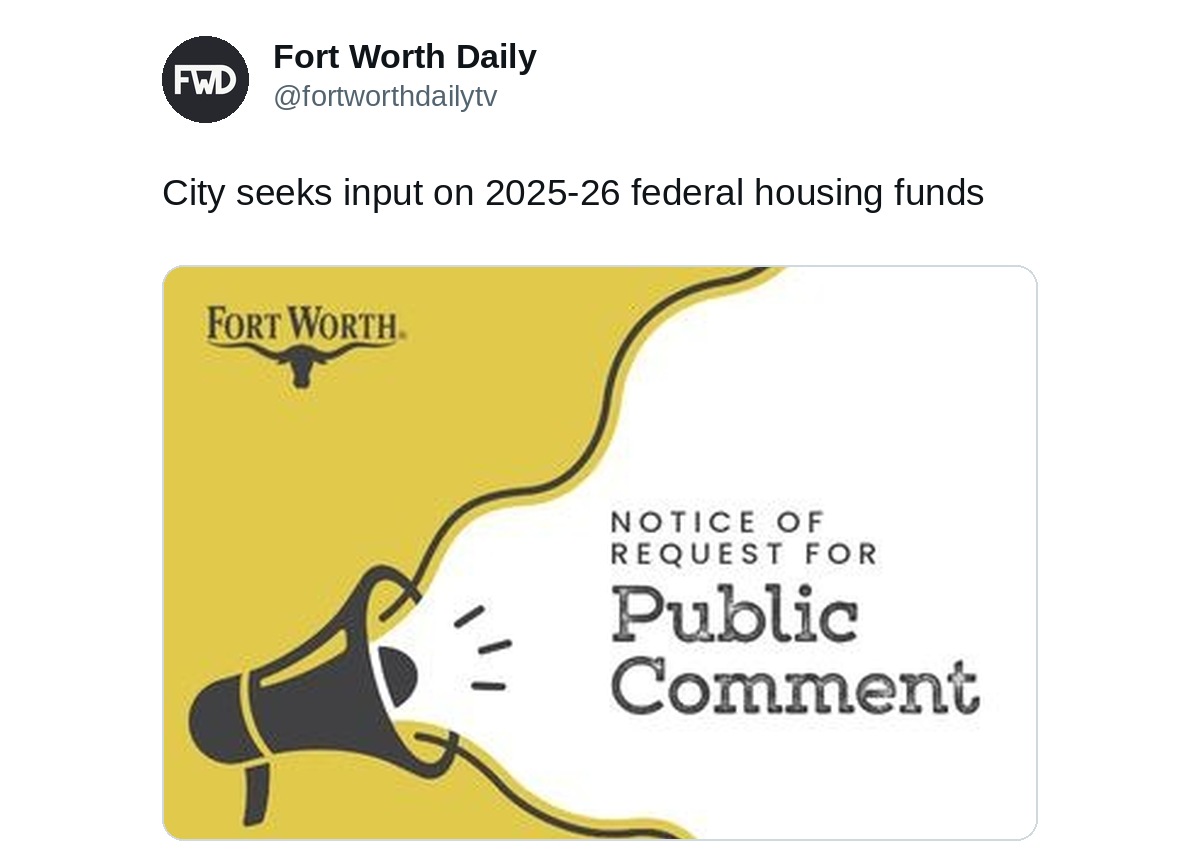 FWD
Fort Worth Daily
@fortworthdailytv
City seeks input on 2025-26 federal housing funds
FORT WORTH®
NOTICE OF
REQUEST FOR
Public
Comment